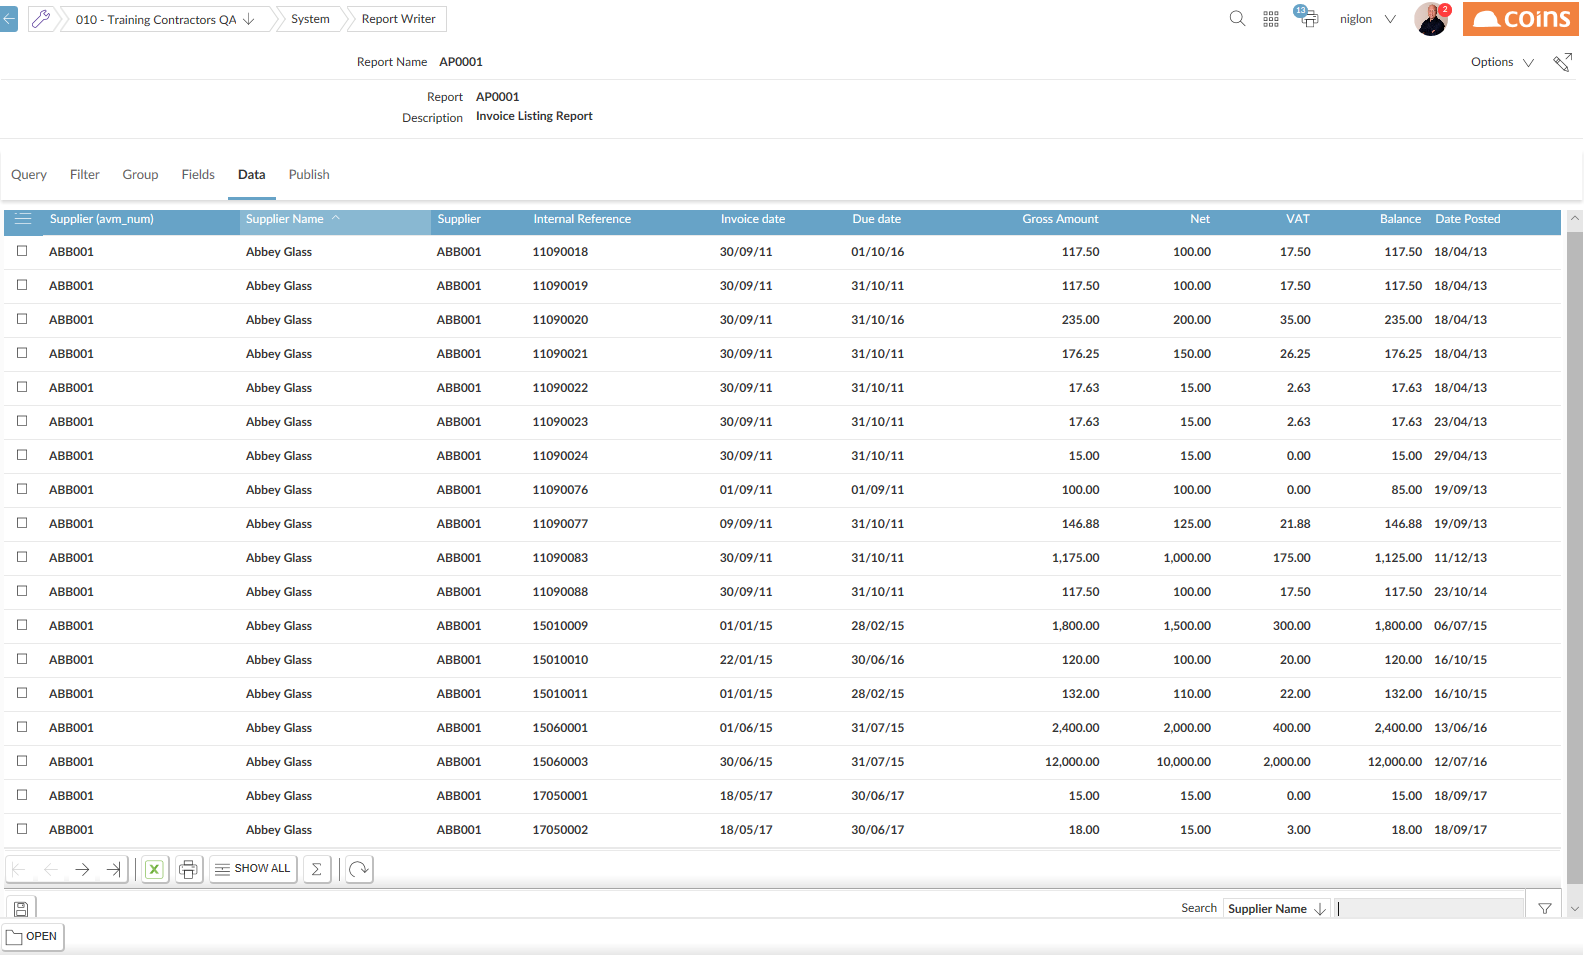 010 - Training Contractors QA System Report Writer 13 niglon 2 coins
Report Name AP0001 Options
Report AP0001
Description Invoice Listing Report
Query Filter Group Fields Data Publish
Supplier (avm_num) Supplier Name Supplier Internal Reference Invoice date Due date Gross Amount Net VAT Balance Date Posted
ABB001 Abbey Glass ABB001 11090018 30/09/11 01/10/16 117.50 100.00 17.50 117.50 18/04/13
ABB001 Abbey Glass ABB001 11090019 30/09/11 31/10/11 117.50 100.00 17.50 117.50 18/04/13
ABB001 Abbey Glass ABB001 11090020 30/09/11 31/10/16 235.00 200.00 35.00 235.00 18/04/13
ABB001 Abbey Glass ABB001 11090021 30/09/11 31/10/11 176.25 150.00 26.25 176.25 18/04/13
ABB001 Abbey Glass ABB001 11090022 30/09/11 31/10/11 17.63 15.00 2.63 17.63 18/04/13
ABB001 Abbey Glass ABB001 11090023 30/09/11 31/10/11 17.63 15.00 2.63 17.63 23/04/13
ABB001 Abbey Glass ABB001 11090024 30/09/11 31/10/11 15.00 15.00 0.00 15.00 29/04/13
ABB001 Abbey Glass ABB001 11090076 01/09/11 01/09/11 100.00 100.00 0.00 85.00 19/09/13
ABB001 Abbey Glass ABB001 11090077 09/09/11 31/10/11 146.88 125.00 21.88 146.88 19/09/13
ABB001 Abbey Glass ABB001 11090083 30/09/11 31/10/11 1,175.00 1,000.00 175.00 1,125.00 11/12/13
ABB001 Abbey Glass ABB001 11090088 30/09/11 31/10/11 117.50 100.00 17.50 117.50 23/10/14
ABB001 Abbey Glass ABB001 15010009 01/01/15 28/02/15 1,800.00 1,500.00 300.00 1,800.00 06/07/15
ABB001 Abbey Glass ABB001 15010010 22/01/15 30/06/16 120.00 100.00 20.00 120.00 16/10/15
ABB001 Abbey Glass ABB001 15010011 01/01/15 28/02/15 132.00 110.00 22.00 132.00 16/10/15
ABB001 Abbey Glass ABB001 15060001 01/06/15 31/07/15 2,400.00 2,000.00 400.00 2,400.00 13/06/16
ABB001 Abbey Glass ABB001 15060003 30/06/15 31/07/15 12,000.00 10,000.00 2,000.00 12,000.00 12/07/16
ABB001 Abbey Glass ABB001 17050001 18/05/17 30/06/17 15.00 15.00 0.00 15.00 18/09/17
ABB001 Abbey Glass ABB001 17050002 18/05/17 30/06/17 18.00 15.00 3.00 18.00 18/09/17
SHOW ALL Σ
Search Supplier Name
OPEN